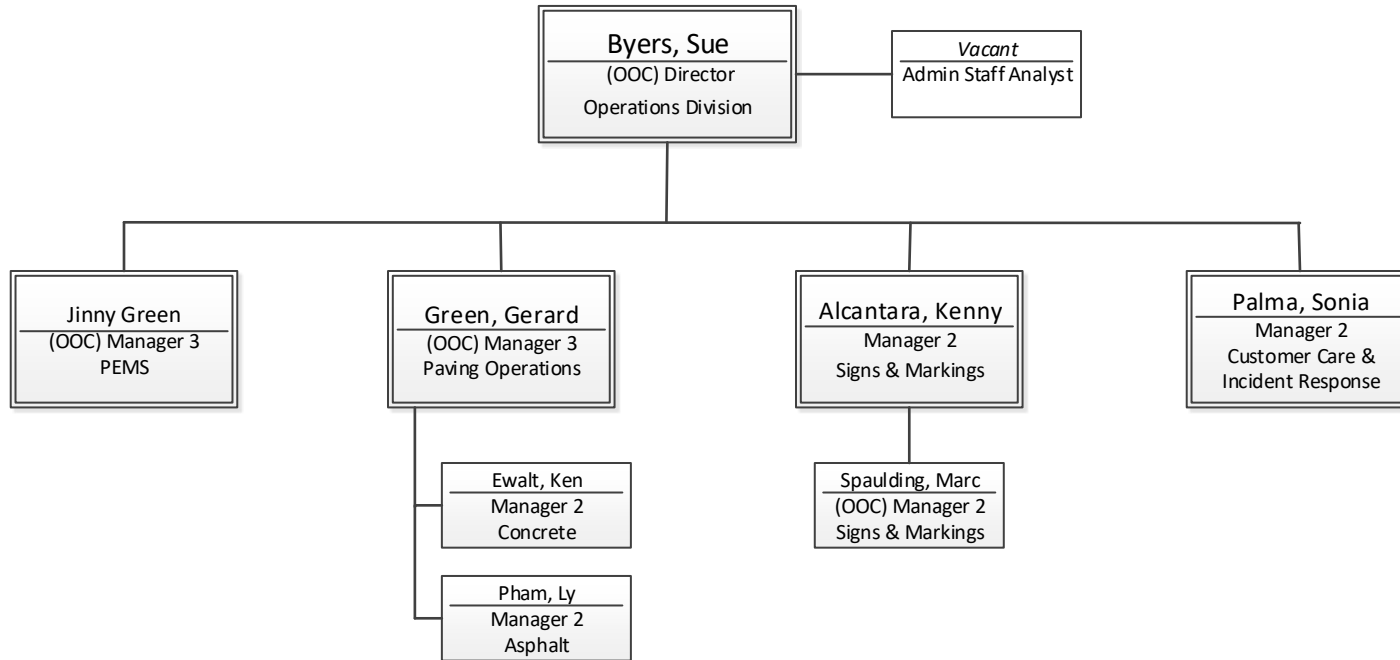 Byers, Sue
(OOC) Director
Operations Division
Vacant
Admin Staff Analyst
Jinny Green
(OOC) Manager 3
PEMS
Green, Gerard
(OOC) Manager 3
Paving Operations
Alcantara, Kenny
Manager 2
Signs & Markings
Palma, Sonia
Manager 2
Customer Care &
Incident Response
Ewalt, Ken
Manager 2
Concrete
Spaulding, Marc
(OOC) Manager 2
Signs & Markings
Pham, Ly
Manager 2
Asphalt